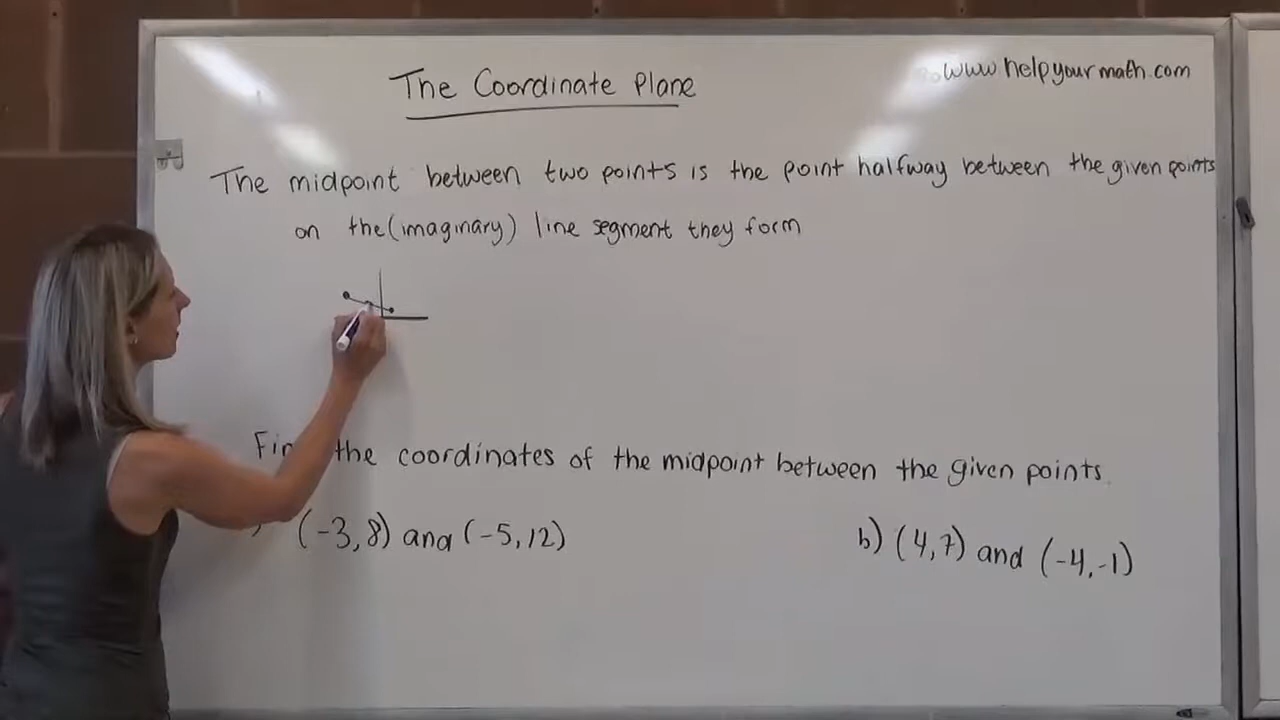 The Coordinate Plane
www.helpyourmath.com
The midpoint between two points is the point halfway between the given points
on the (imaginary) line segment they form
the coordinates of the midpoint between the given points
(-3,8) and (-5,12)
b) (4,7) and (-4,-1)